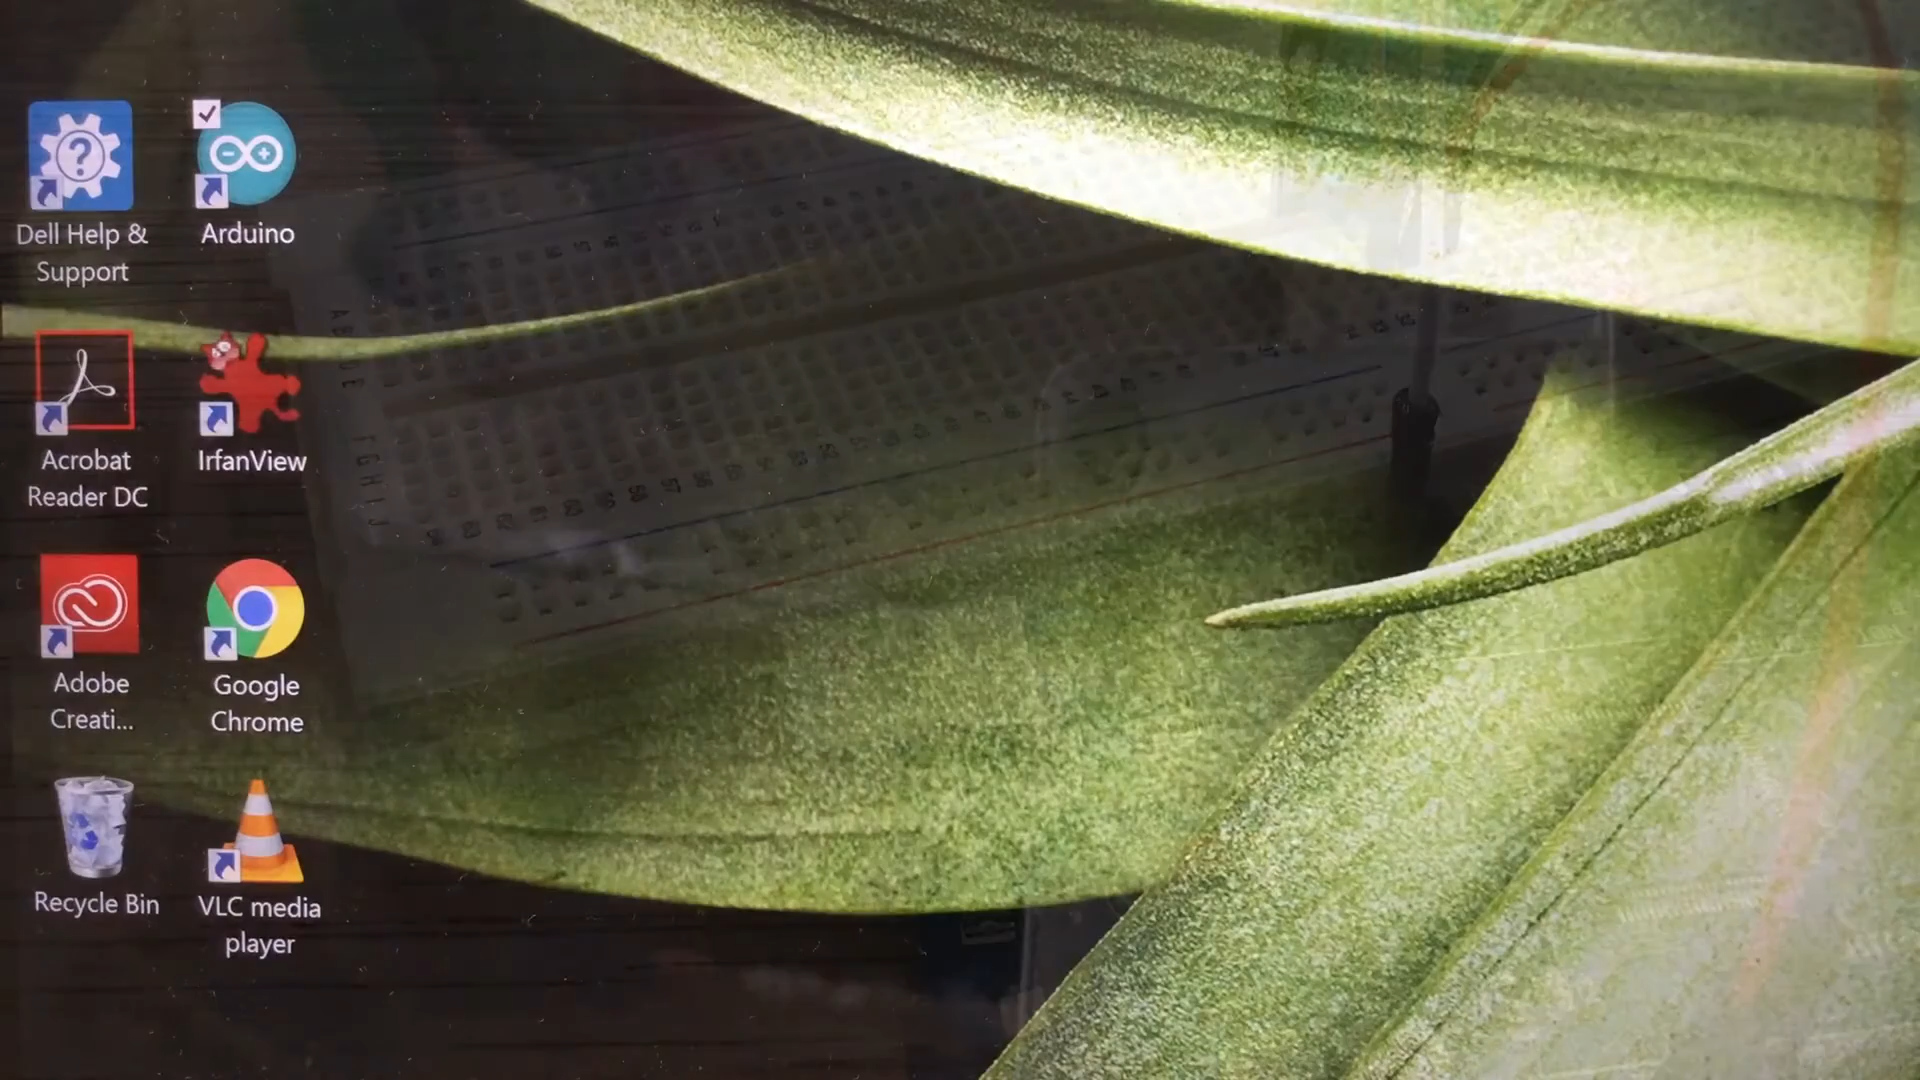 Dell Help &
Support
Arduino
Acrobat
Reader DC
IrfanView
Adobe
Creati...
Google
Chrome
Recycle Bin
VLC media
player